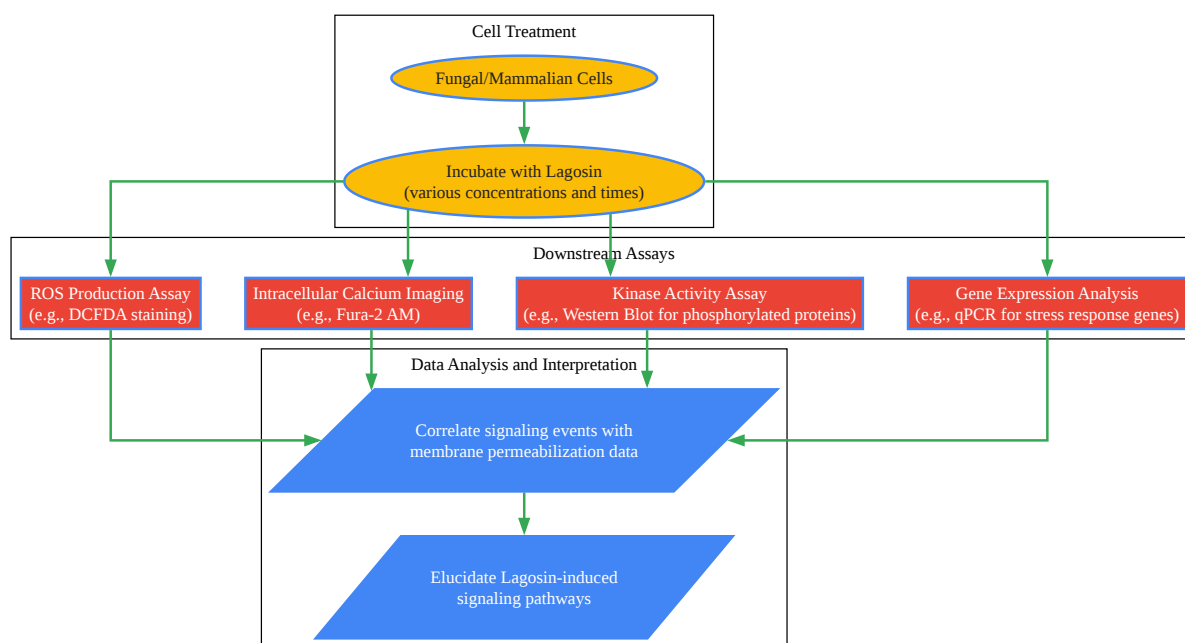 Cell Treatment
Fungal/Mammalian Cells
Incubate with Lagosin
(various concentrations and times)
Downstream Assays
ROS Production Assay
(e.g., DCFDA staining)
Intracellular Calcium Imaging
(e.g., Fura-2 AM)
Kinase Activity Assay
(e.g., Western Blot for phosphorylated proteins)
Gene Expression Analysis
(e.g., qPCR for stress response genes)
Data Analysis and Interpretation
Correlate signaling events with
membrane permeabilization data
Elucidate Lagosin-induced
signaling pathways